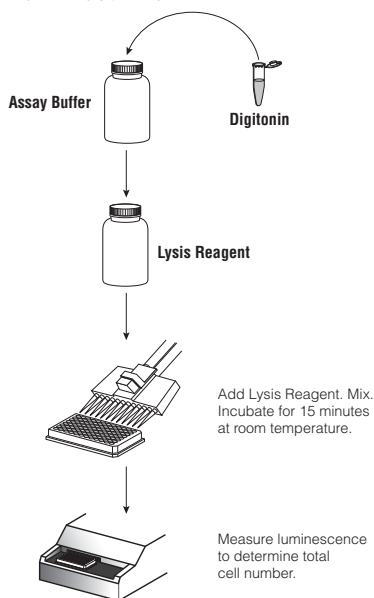 Assay Buffer
Digitonin
Lysis Reagent
Add Lysis Reagent. Mix.
Incubate for 15 minutes
at room temperature.
Measure luminescence
to determine total
cell number.